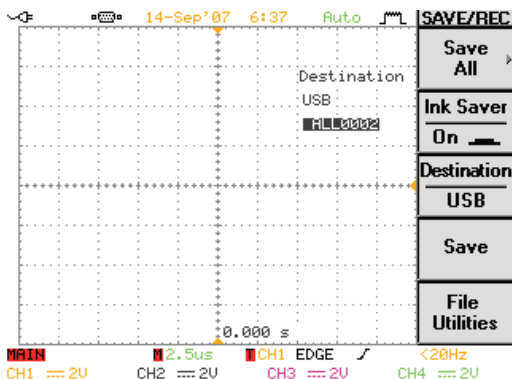 14-Sep'07 6:37 Auto
SAVE/REC
Save
All
Destination
USB
ALL0002
Ink Saver
On
Destination
USB
Save
File
Utilities
0.000 s
MAIN M 2.5us T CH1 EDGE <20Hz
CH1 2V CH2 2V CH3 2V CH4 2V